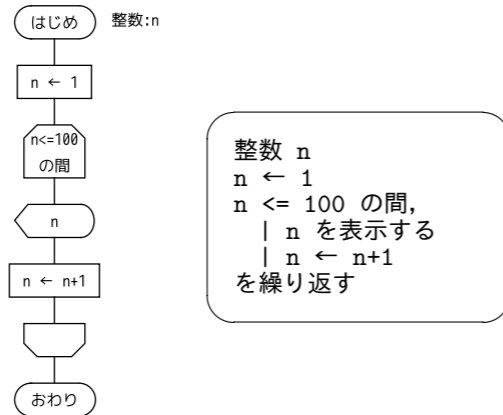 はじめ
整数:n
n ← 1
n<=100
の間
n
n ← n+1
おわり
整数 n
n ← 1
n <= 100 の間,
| n を表示する
| n ← n+1
を繰り返す